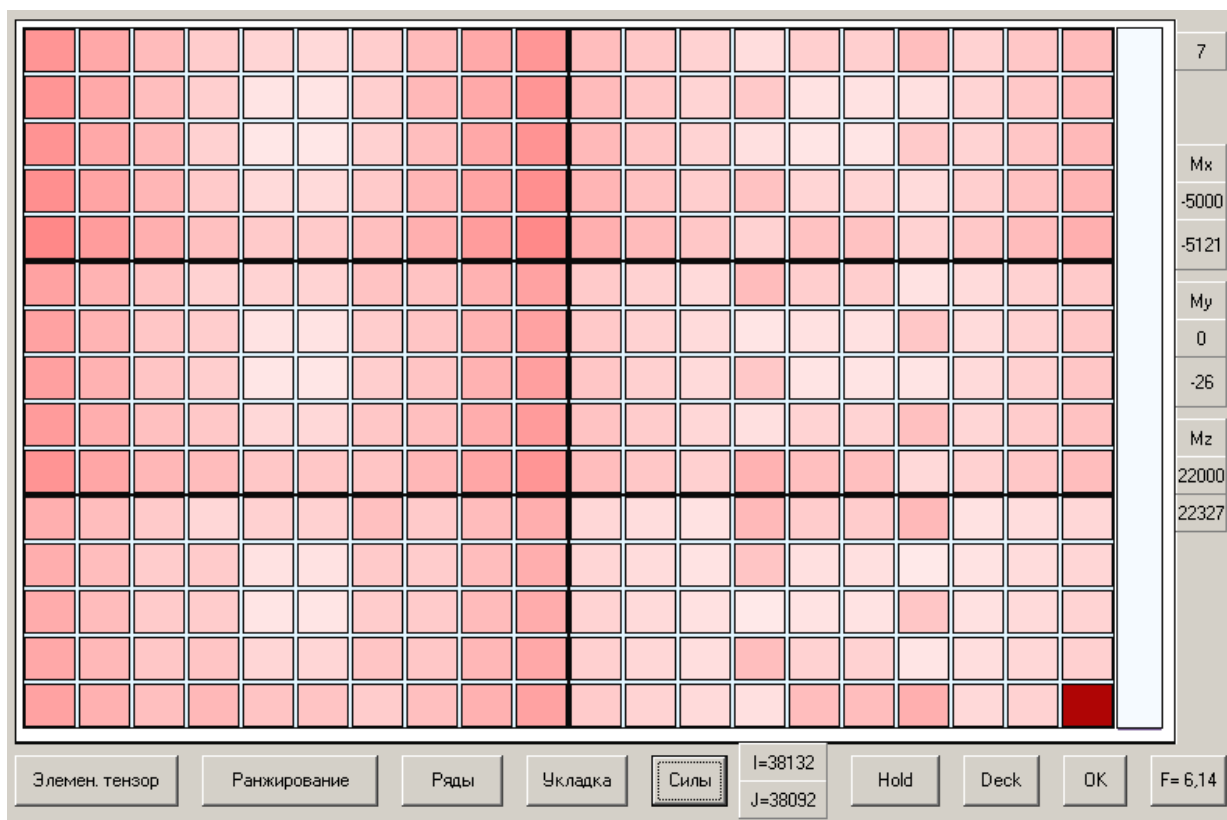 7
Mx
-5000
-5121
My
0
-26
Mz
22000
22327
Элемен. тензор
Ранжирование
Ряды
Укладка
Силы
I=38132
J=38092
Hold
Deck
OK
F= 6,14